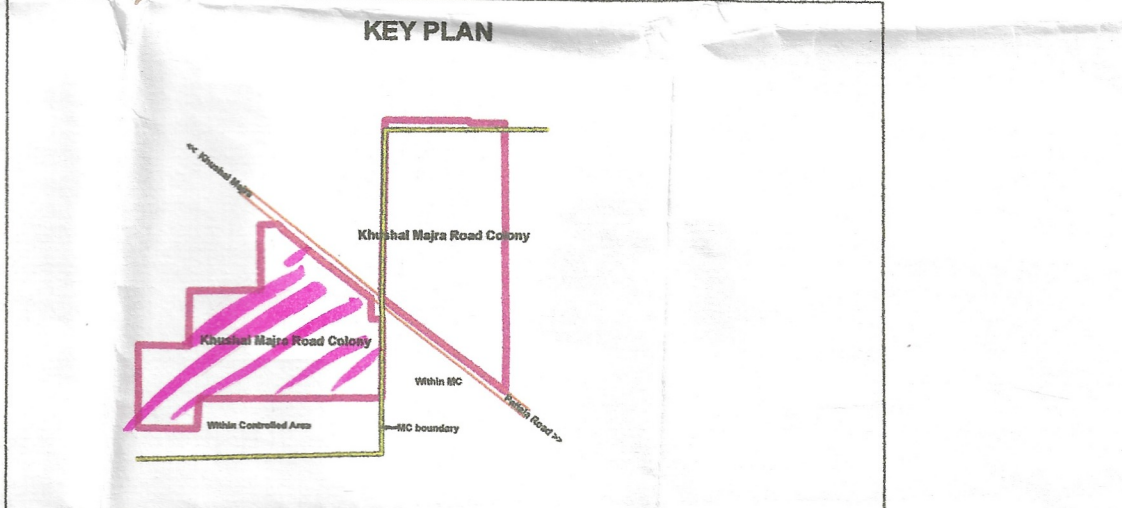 KEY PLAN
<< Khushal Majra
Khushal Majra Road Colony
Khushal Majra Road Colony
Within MC
Patiala Road >>
Within Controlled Area
MC boundary